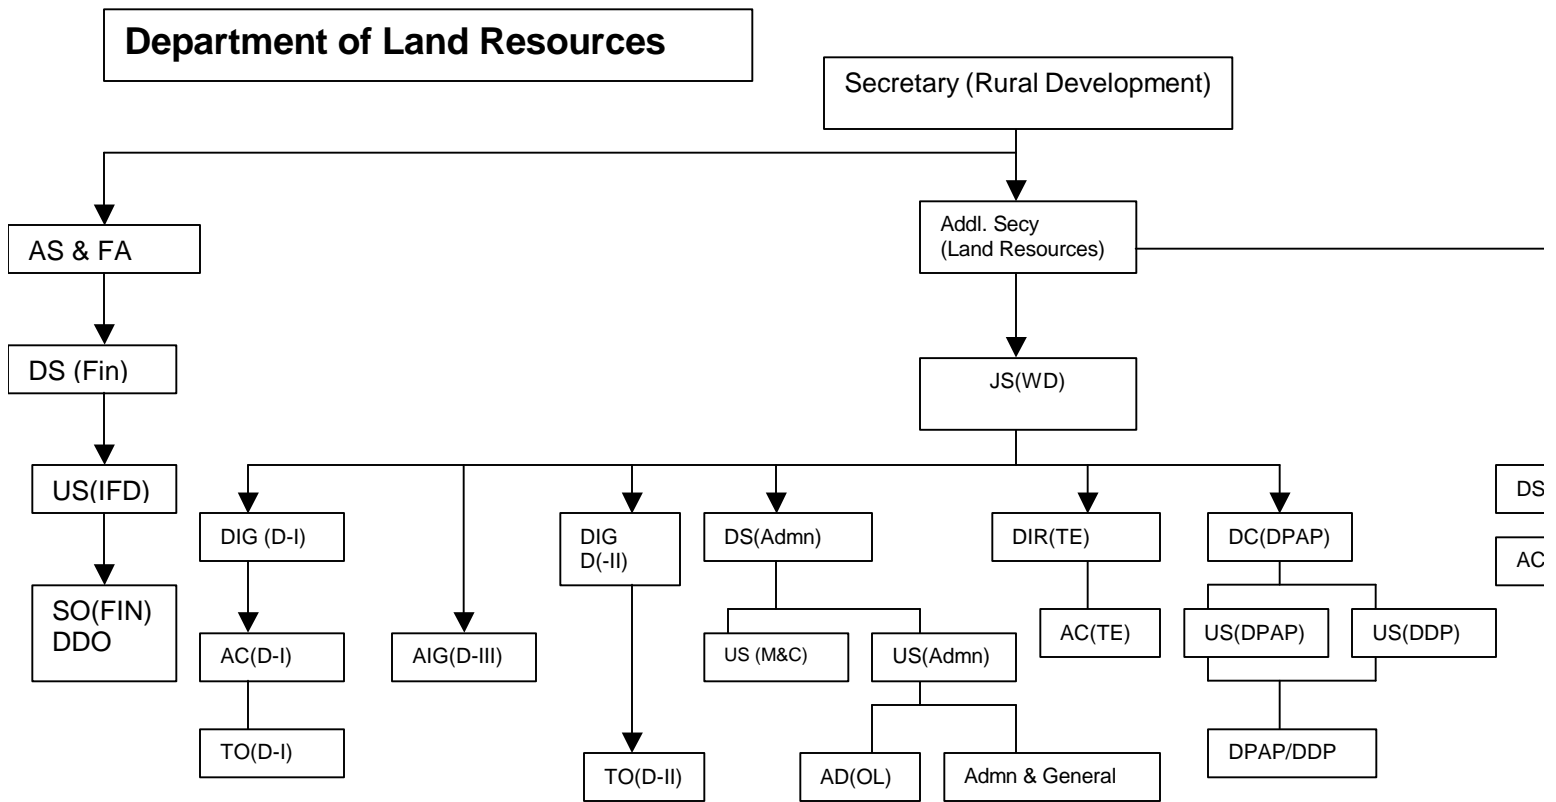 Department of Land Resources
Secretary (Rural Development)
AS & FA
Addl. Secy
(Land Resources)
DS (Fin)
JS(WD)
US(IFD)
DS
DIG (D-I)
DIG
D(-II)
DS(Admn)
DIR(TE)
DC(DPAP)
AC
SO(FIN)
DDO
AC(D-I)
AIG(D-III)
US (M&C)
US(Admn)
AC(TE)
US(DPAP)
US(DDP)
TO(D-I)
TO(D-II)
AD(OL)
Admn & General
DPAP/DDP